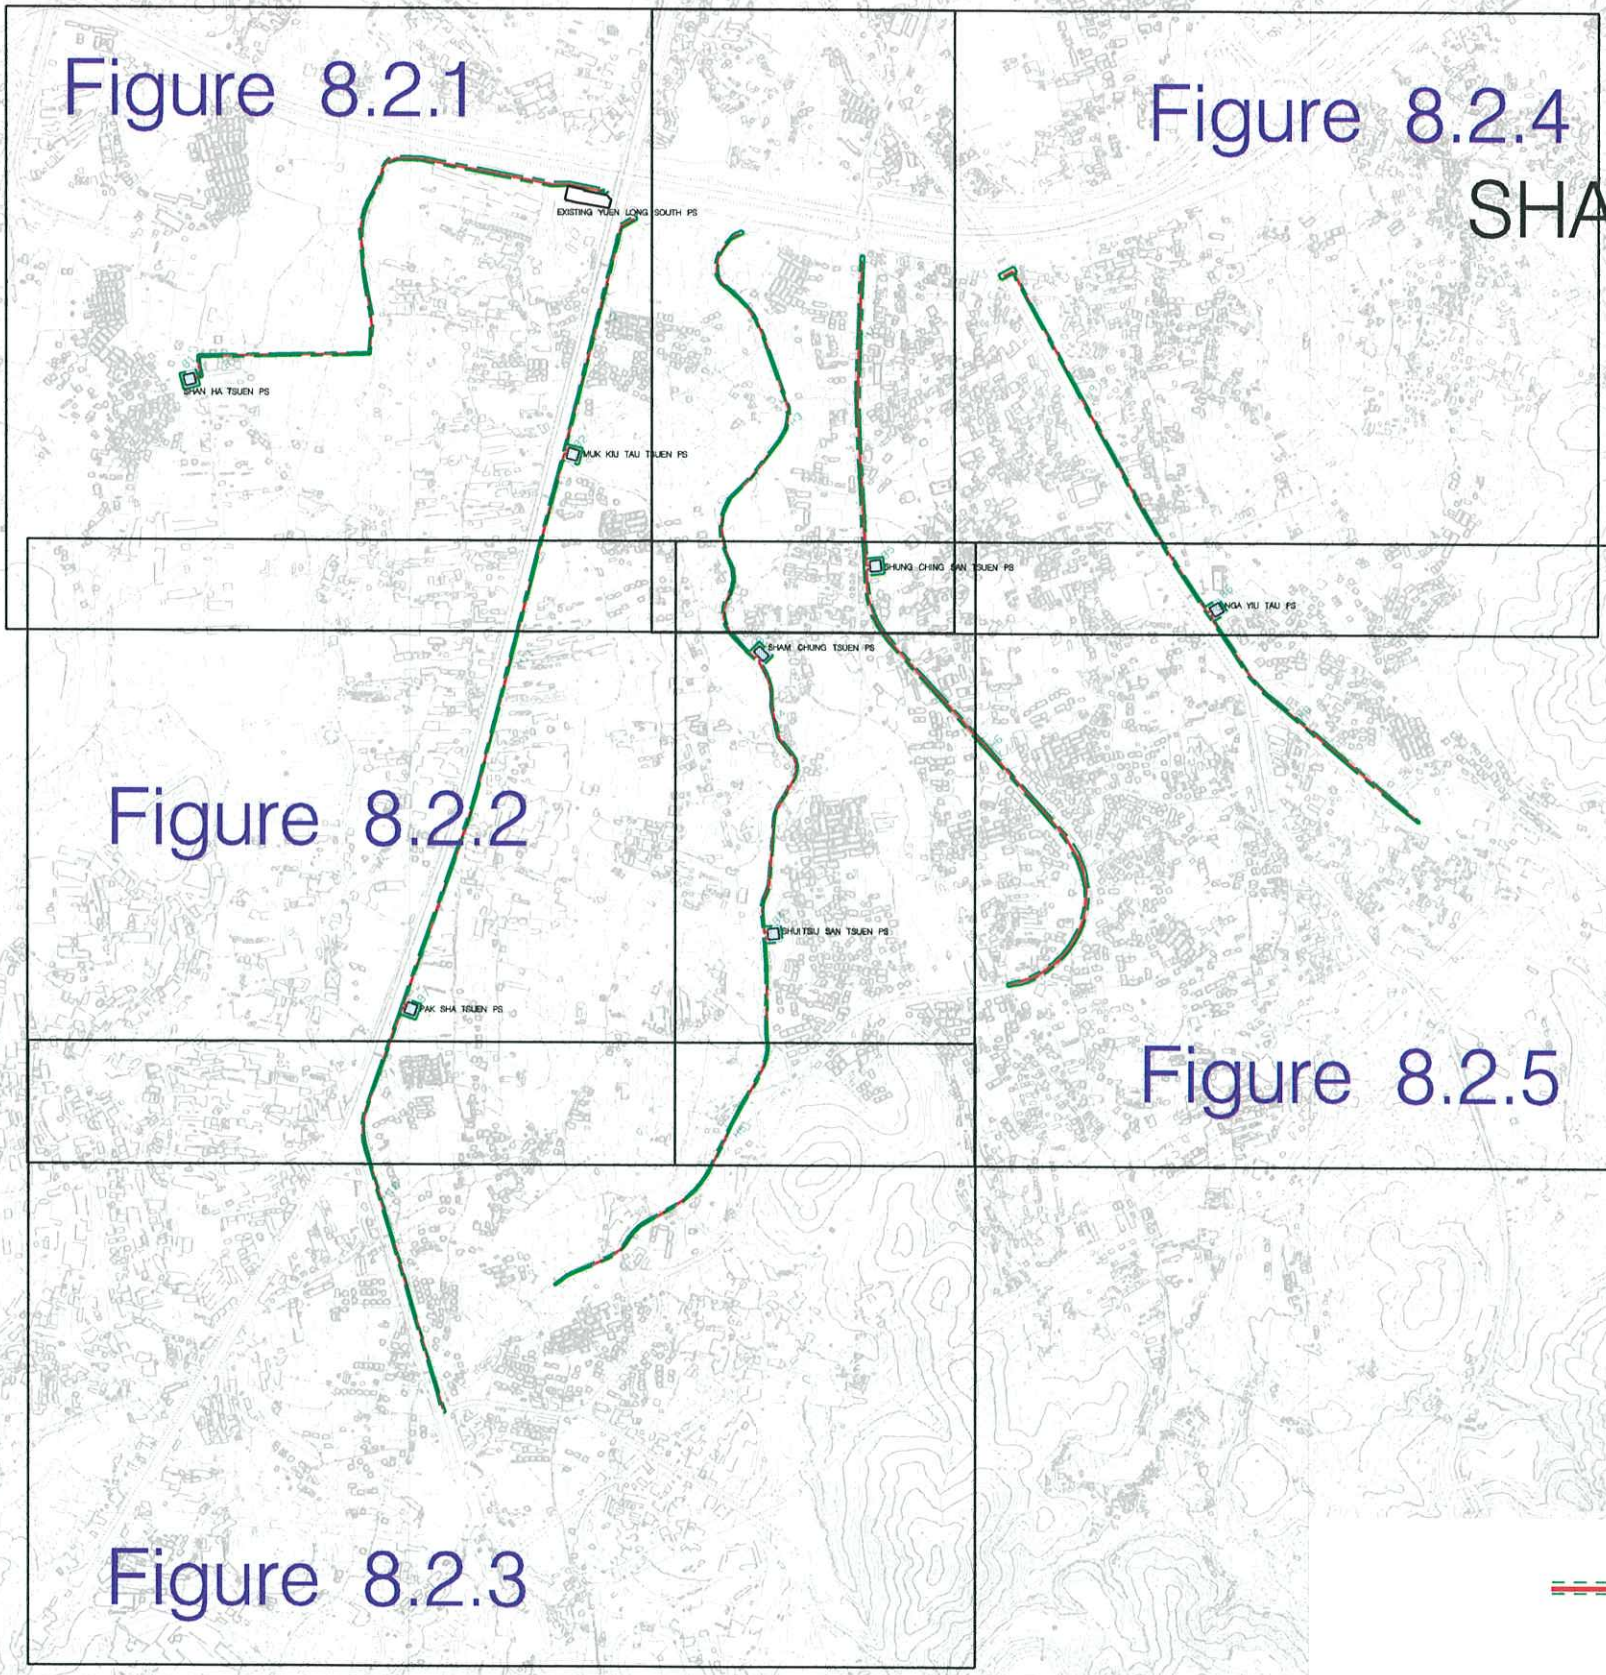 Figure 8.2.1
Figure 8.2.4
SHA
EXISTING YUEN LONG SOUTH PS
SHAN HA TSUEN PS
MUK KIU TAU TSUEN PS
SHUNG CHING SAN TSUEN PS
NGA YIU TAU PS
SHAM CHUNG TSUEN PS
Figure 8.2.2
SHUI TSIU SAN TSUEN PS
PAK SHA TSUEN PS
Figure 8.2.5
Figure 8.2.3